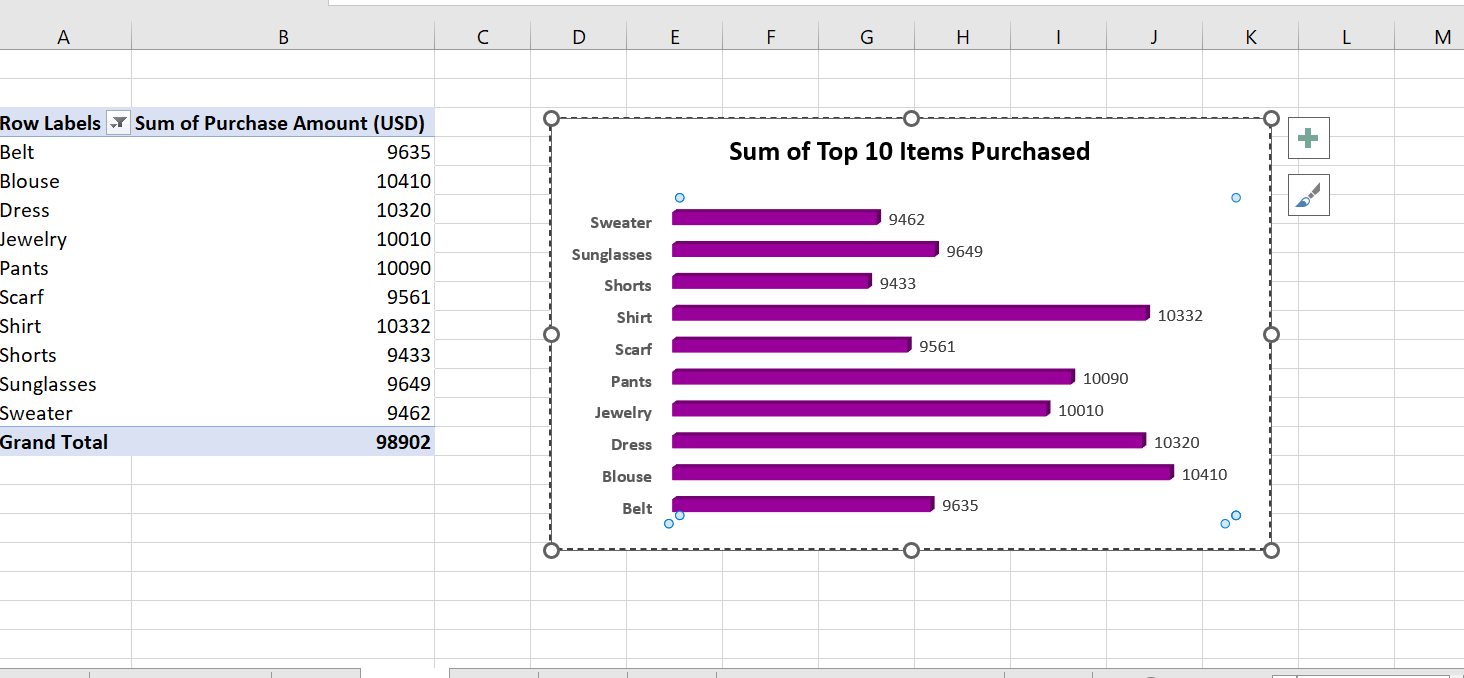 A B C D E F G H I J K L M
Row Labels Sum of Purchase Amount (USD)
Belt 9635
Blouse 10410
Dress 10320
Jewelry 10010
Pants 10090
Scarf 9561
Shirt 10332
Shorts 9433
Sunglasses 9649
Sweater 9462
Grand Total 98902
Sum of Top 10 Items Purchased
Sweater 9462
Sunglasses 9649
Shorts 9433
Shirt 10332
Scarf 9561
Pants 10090
Jewelry 10010
Dress 10320
Blouse 10410
Belt 9635